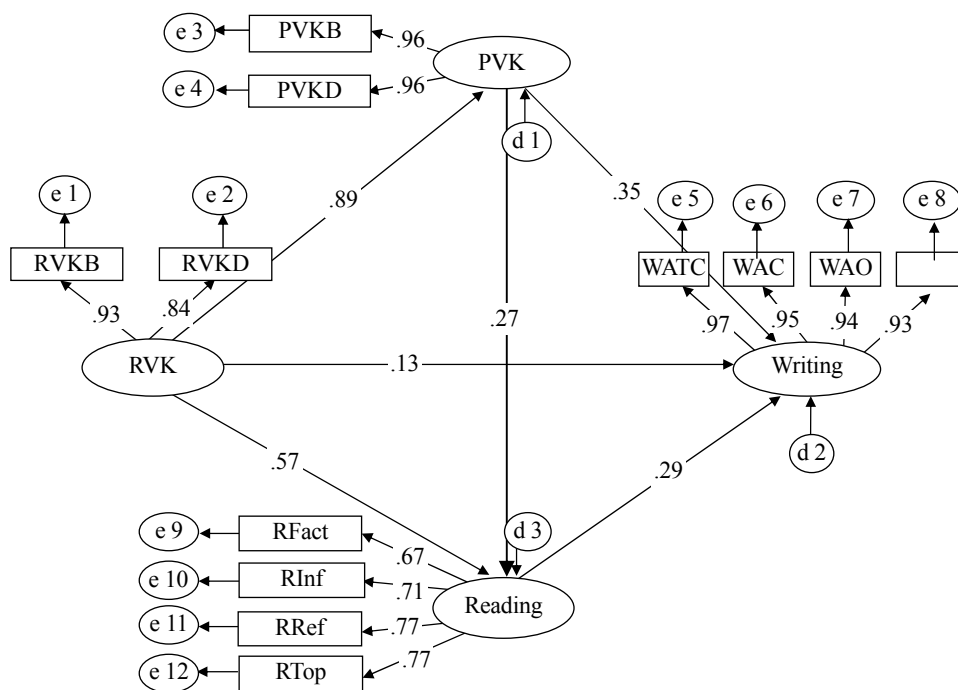 e 3
PVKB
.96
PVK
e 4
PVKD
.96
d 1
e 1
e 2
.89
.35
e 5
e 6
e 7
e 8
RVKB
RVKD
WATC
WAC
WAO
.93
.84
.27
.97
.95
.94
.93
RVK
.13
Writing
.57
.29
d 2
e 9
RFact
.67
d 3
e 10
RInf
.71
Reading
e 11
RRef
.77
e 12
RTop
.77